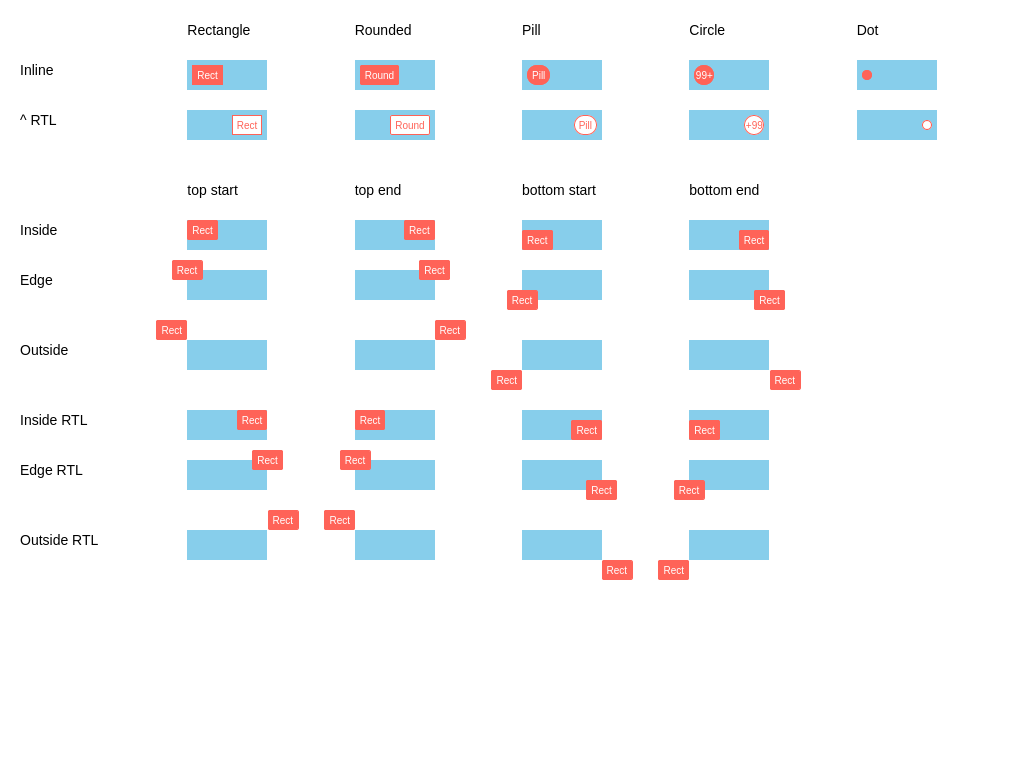 Rectangle Rounded Pill Circle Dot
Inline Rect Round Pill 99+
^ RTL Rect Round Pill +99
top start top end bottom start bottom end
Inside Rect Rect Rect Rect
Edge Rect Rect Rect Rect
Rect Rect
Outside
Rect Rect
Inside RTL Rect Rect Rect Rect
Edge RTL Rect Rect Rect Rect
Rect Rect
Outside RTL
Rect Rect